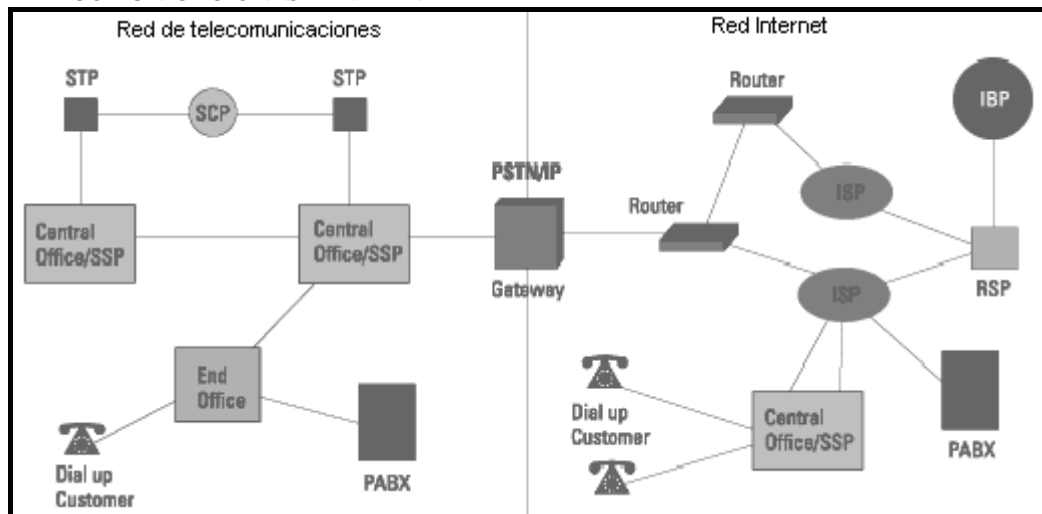 Red de telecomunicaciones
STP
SCP
STP
Central
Office/SSP
Central
Office/SSP
End
Office
Dial up
Customer
PABX
PSTN/IP
Gateway
Red Internet
Router
IBP
ISP
Router
ISP
RSP
Dial up
Customer
Central
Office/SSP
PABX